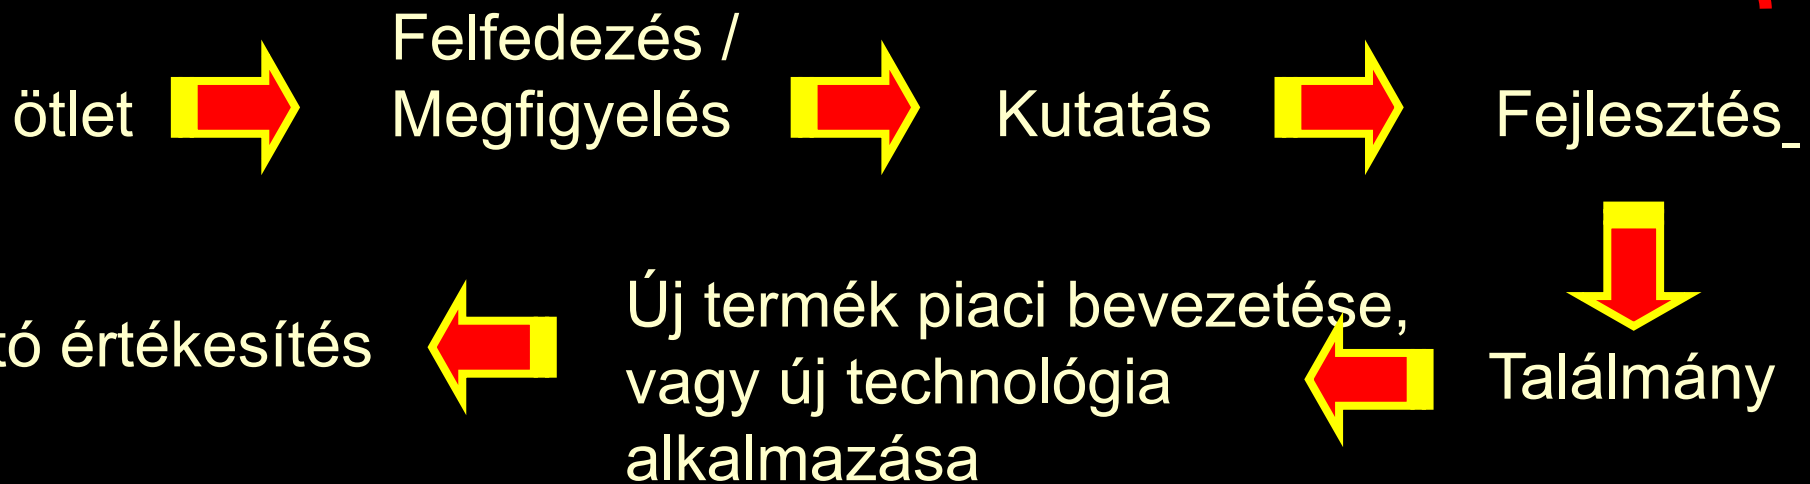 ötlet
Felfedezés /
Megfigyelés
Kutatás
Fejlesztés
Találmány
Új termék piaci bevezetése,
vagy új technológia
alkalmazása
értékesítés